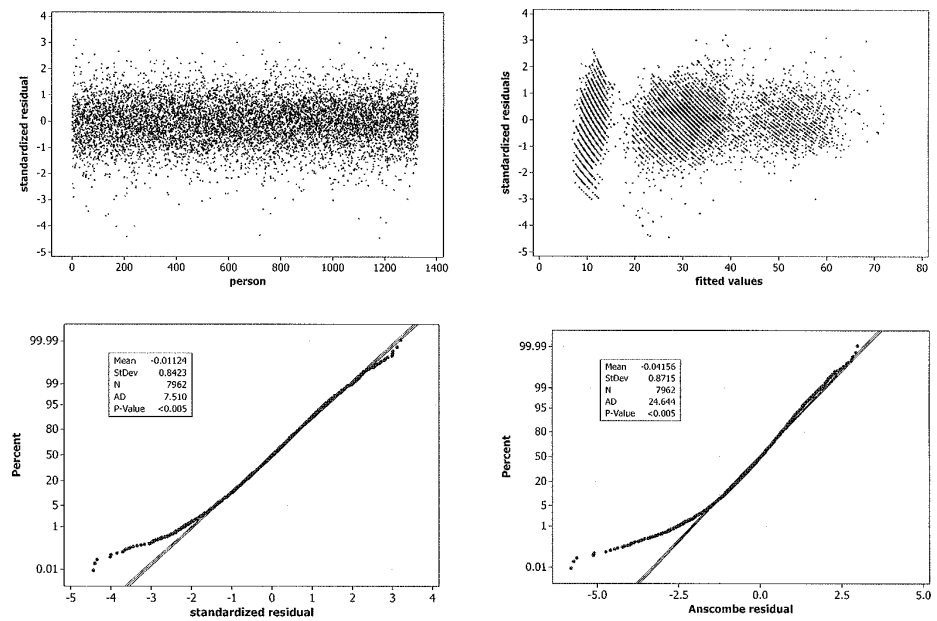 4
3
2
1
0
-1
-2
-3
-4
-5
standardized residual
0 200 400 600 800 1000 1200 1400
person
4
3
2
1
0
-1
-2
-3
-4
-5
standardized residuals
0 10 20 30 40 50 60 70 80
fitted values
99.99
99
95
80
50
20
5
1
0.01
Percent
Mean -0.01124
StDev 0.8423
N 7962
AD 7.510
P-Value <0.005
-5 -4 -3 -2 -1 0 1 2 3 4
standardized residual
99.99
99
95
80
50
20
5
1
0.01
Percent
Mean -0.04156
StDev 0.8715
N 7962
AD 24.644
P-Value <0.005
-5.0 -2.5 0.0 2.5 5.0
Anscombe residual